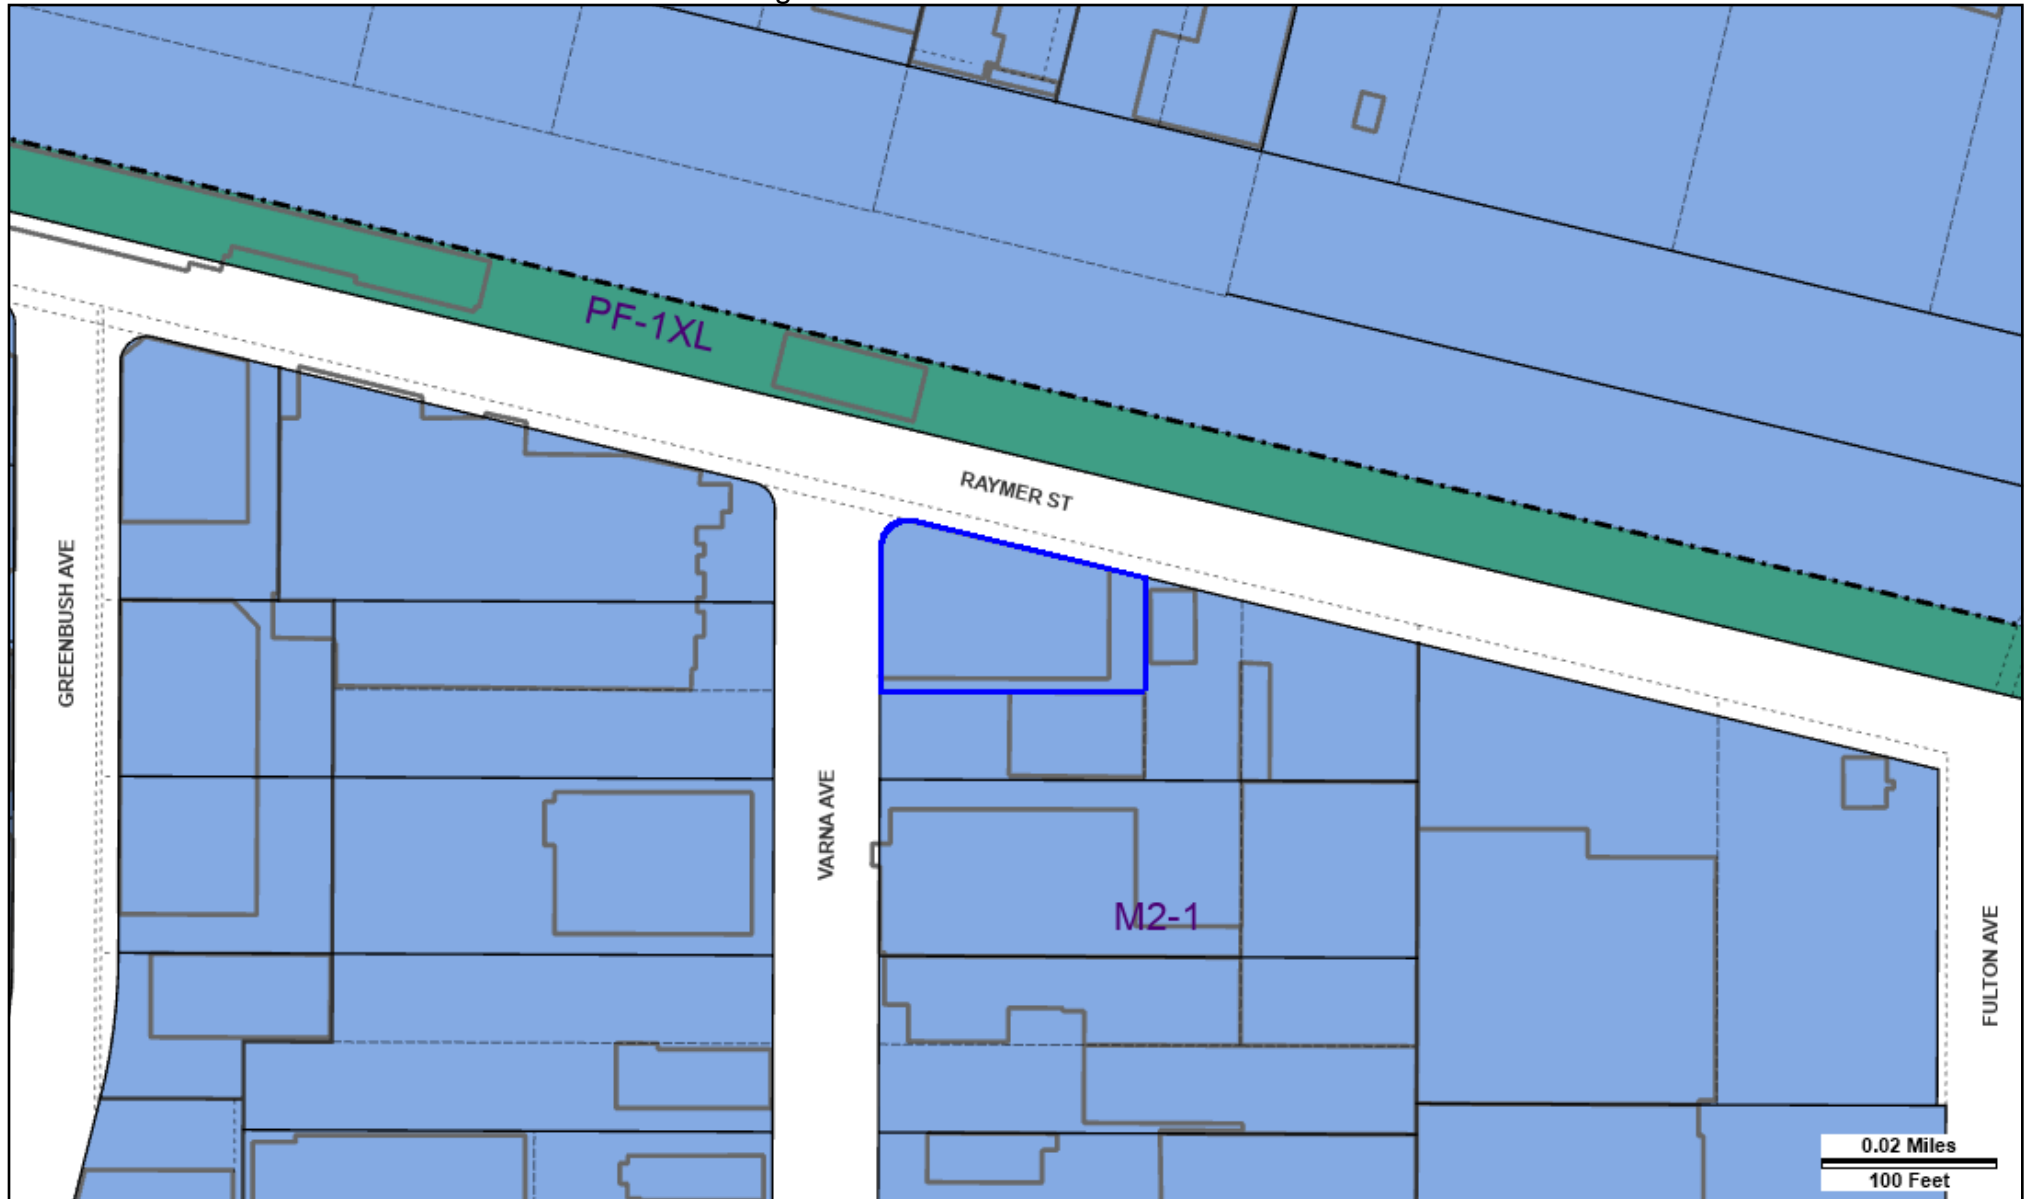 PF-1XL
RAYMER ST
GREENBUSH AVE
VARNA AVE
M2-1
FULTON AVE
0.02 Miles
100 Feet